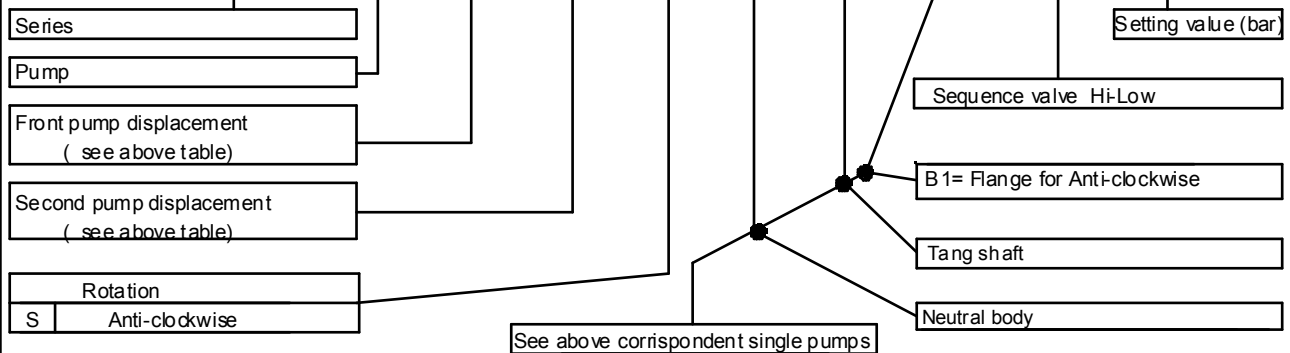 Series
Pump
Front pump displacement
( see above table)
Second pump displacement
( see above table)
Rotation
S Anti-clockwise
See above corrispondent single pumps
Setting value (bar)
Sequence valve Hi-Low
B1= Flange for Anti-clockwise
Tang shaft
Neutral body